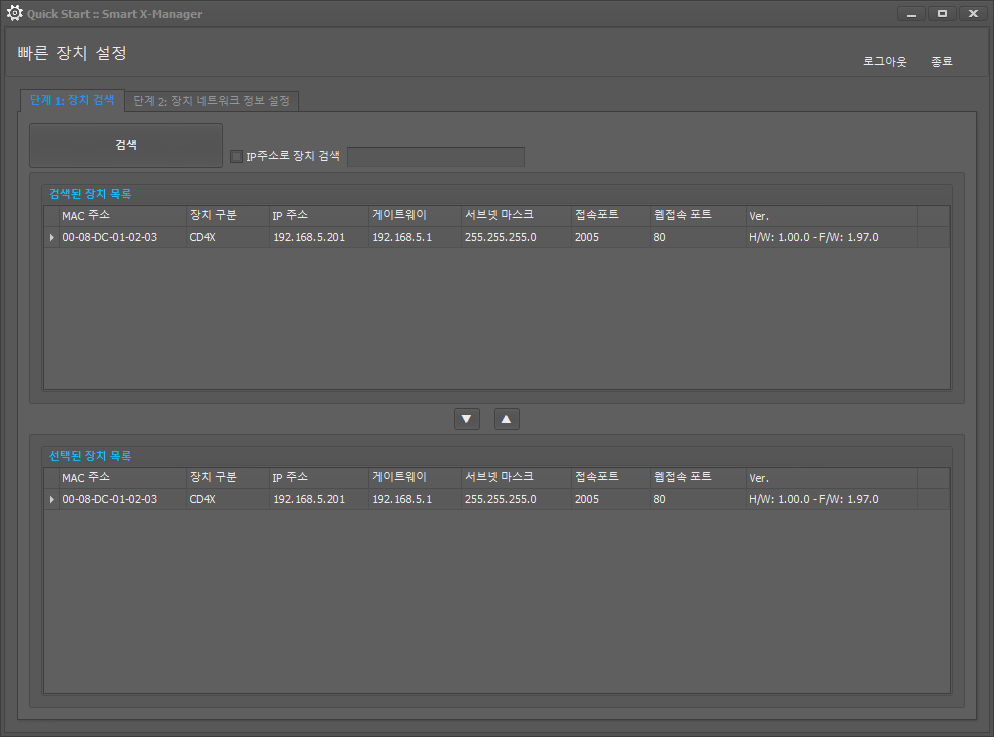 Quick Start :: Smart X-Manager
빠른 장치 설정
로그아웃 종료
단계 1: 장치 검색 단계 2: 장치 네트워크 정보 설정
검색
IP주소로 장치 검색
검색된 장치 목록
MAC 주소 장치 구분 IP 주소 게이트웨이 서브넷 마스크 접속포트 웹접속 포트 Ver.
00-08-DC-01-02-03 CD4X 192.168.5.201 192.168.5.1 255.255.255.0 2005 80 H/W: 1.00.0 - F/W: 1.97.0
선택된 장치 목록
MAC 주소 장치 구분 IP 주소 게이트웨이 서브넷 마스크 접속포트 웹접속 포트 Ver.
00-08-DC-01-02-03 CD4X 192.168.5.201 192.168.5.1 255.255.255.0 2005 80 H/W: 1.00.0 - F/W: 1.97.0